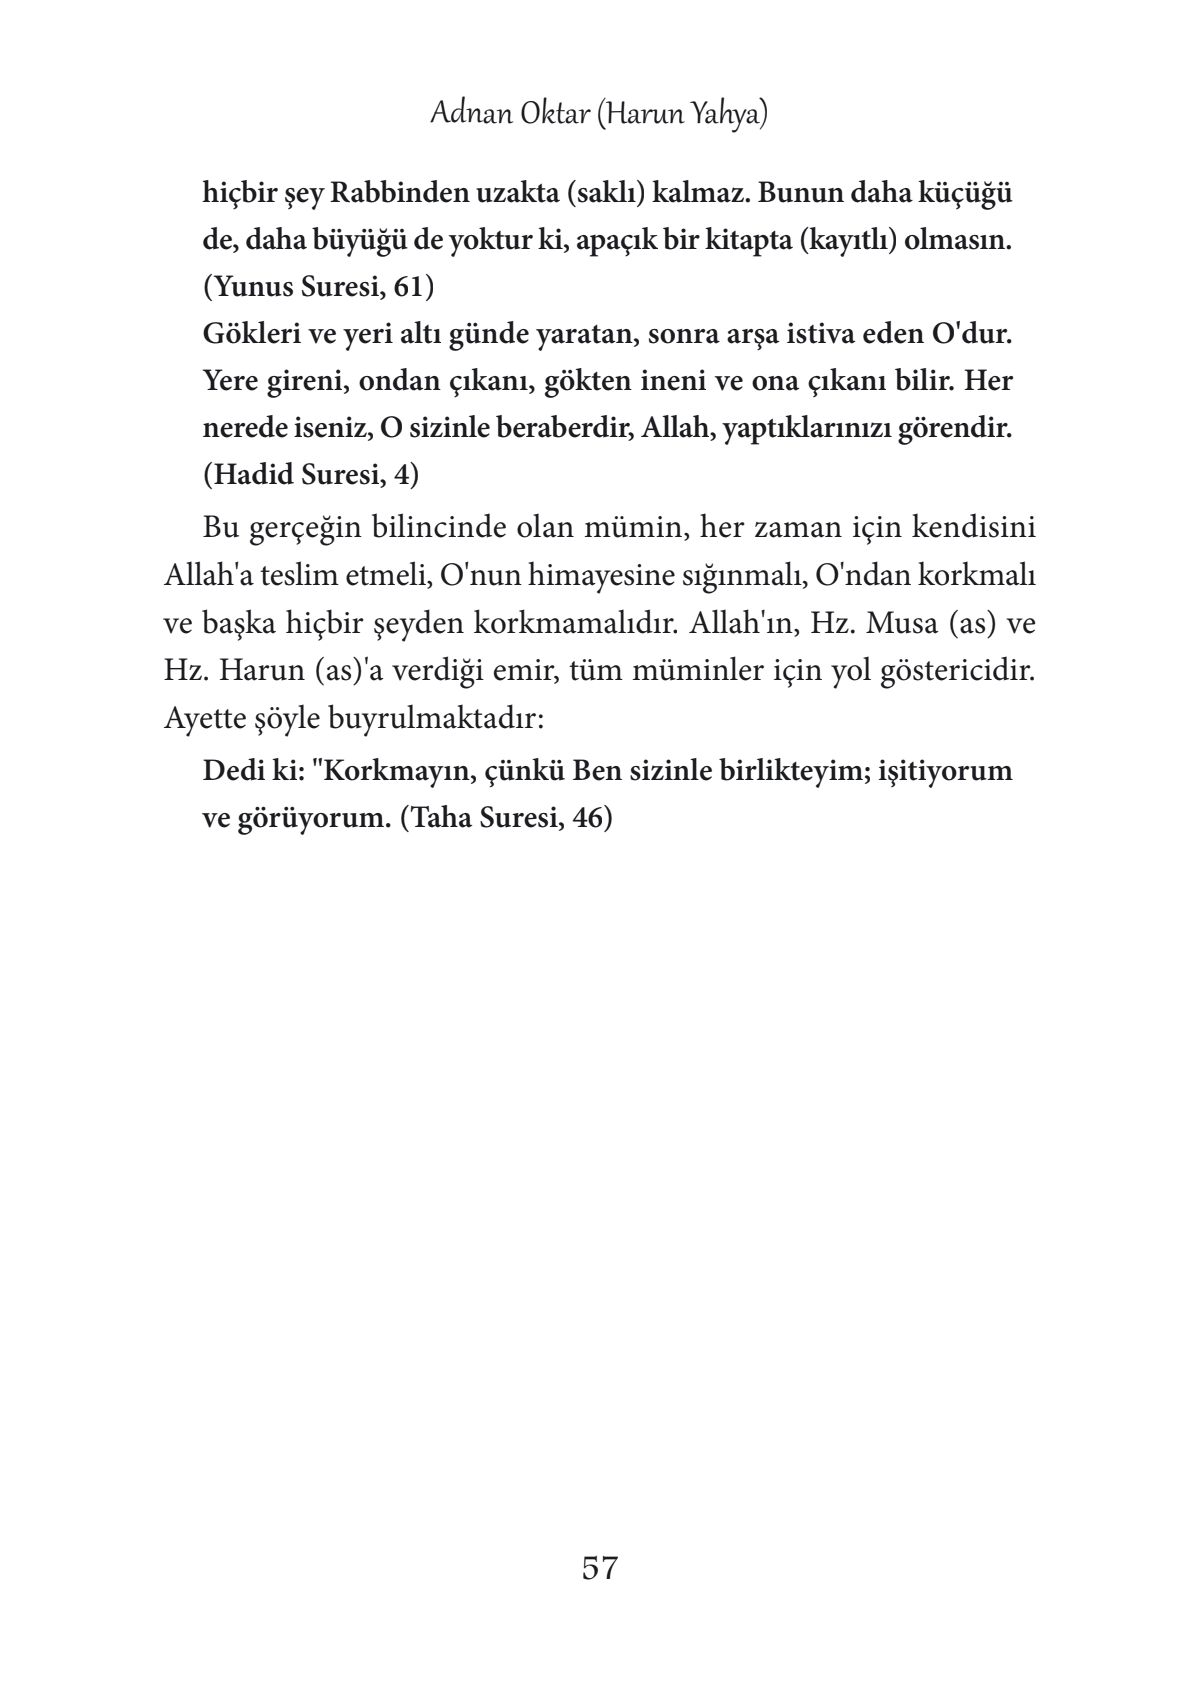 Adnan Oktar (Harun Yahya)
hiçbir şey Rabbinden uzakta (saklı) kalmaz. Bunun daha küçüğü
de, daha büyüğü de yoktur ki, apaçık bir kitapta (kayıtlı) olmasın.
(Yunus Suresi, 61)
Gökleri ve yeri altı günde yaratan, sonra arşa istiva eden O'dur.
Yere gireni, ondan çıkanı, gökten ineni ve ona çıkanı bilir. Her
nerede iseniz, O sizinle beraberdir, Allah, yaptıklarınızı görendir.
(Hadid Suresi, 4)
Bu gerçeğin bilincinde olan mümin, her zaman için kendisini
Allah'a teslim etmeli, O'nun himayesine sığınmalı, O'ndan korkmalı
ve başka hiçbir şeyden korkmamalıdır. Allah'ın, Hz. Musa (as) ve
Hz. Harun (as)'a verdiği emir, tüm müminler için yol göstericidir.
Ayette şöyle buyrulmaktadır:
Dedi ki: "Korkmayın, çünkü Ben sizinle birlikteyim; işitiyorum
ve görüyorum. (Taha Suresi, 46)
57